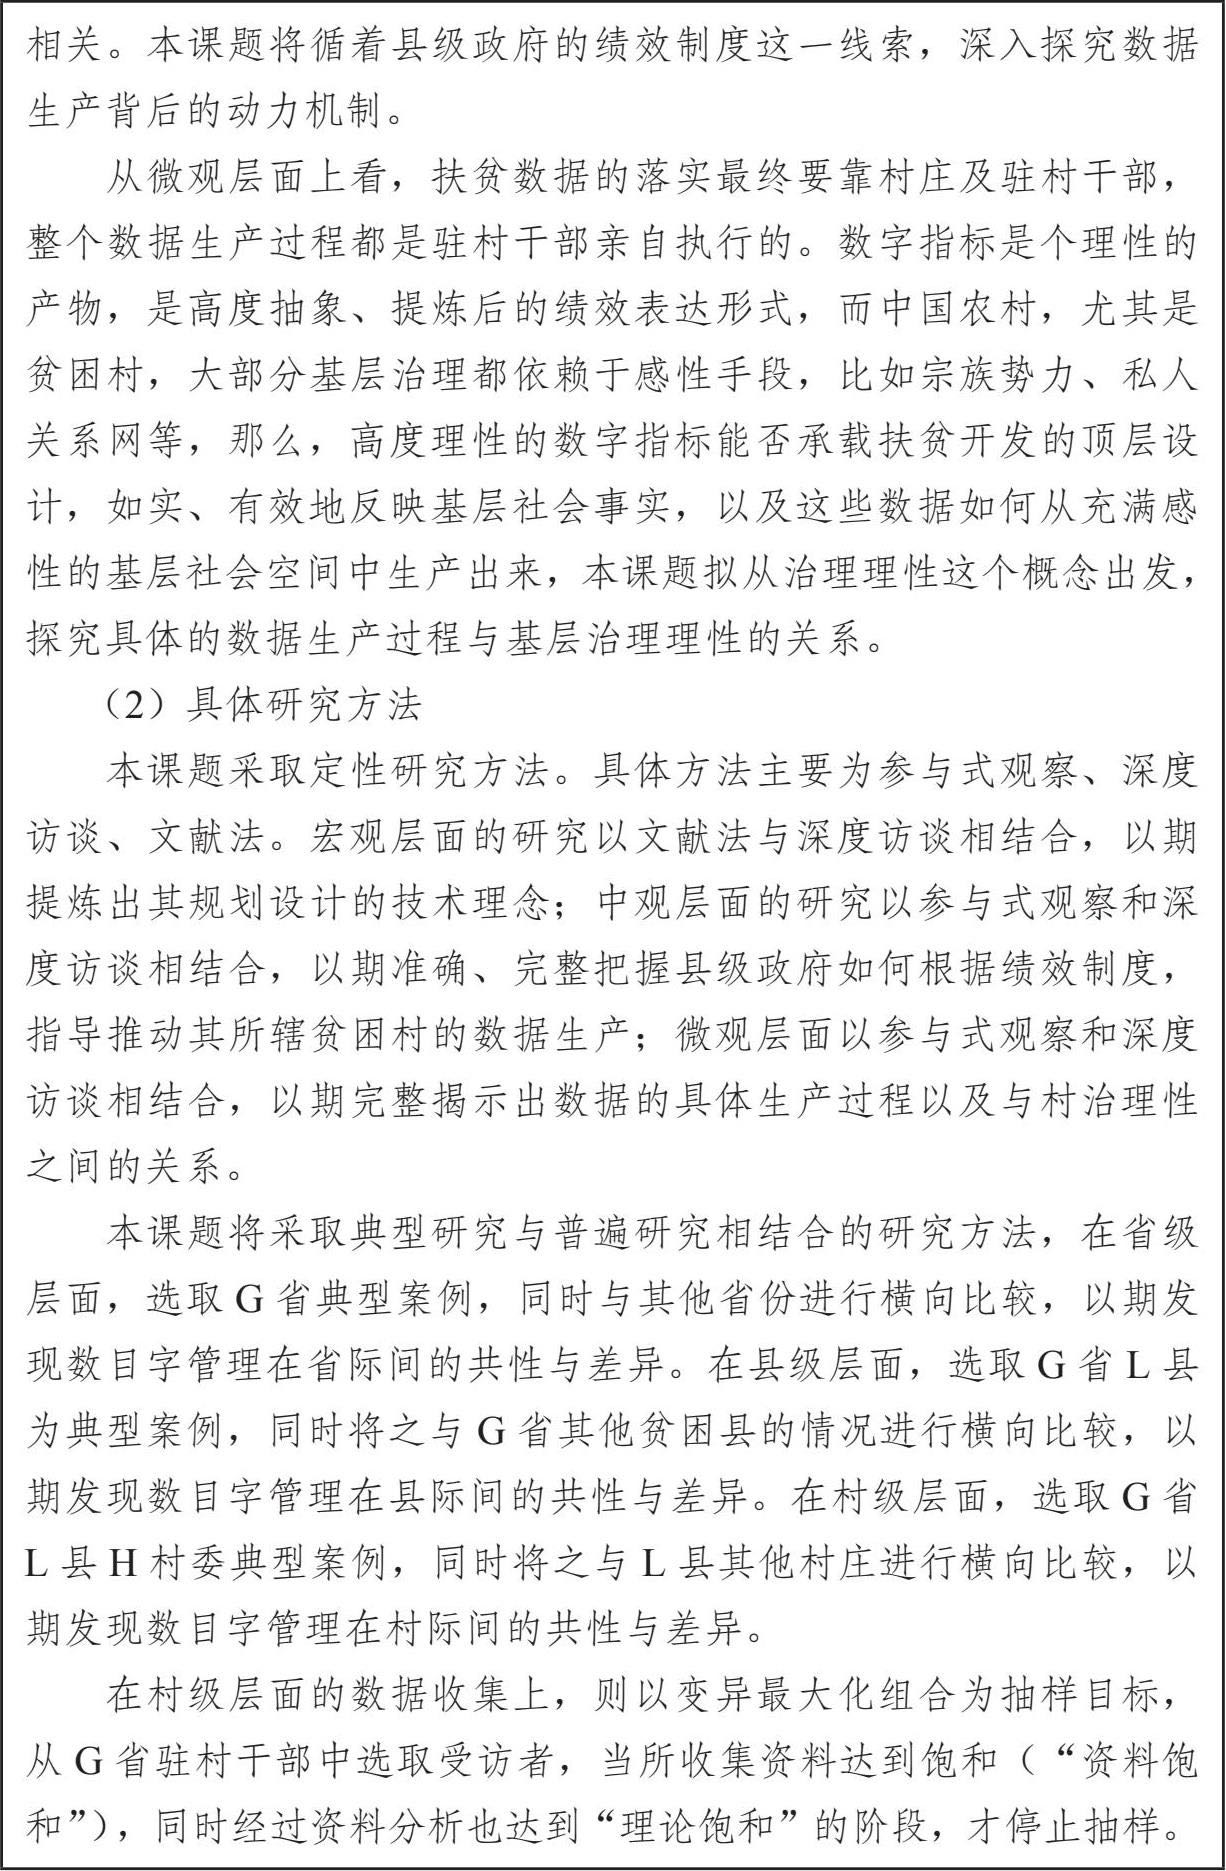 相关。本课题将循着县级政府的绩效制度这一线索，深入探究数据
生产背后的动力机制。
从微观层面上看，扶贫数据的落实最终要靠村庄及驻村干部，
整个数据生产过程都是驻村干部亲自执行的。数字指标是个理性的
产物，是高度抽象、提炼后的绩效表达形式，而中国农村，尤其是
贫困村，大部分基层治理都依赖于感性手段，比如宗族势力、私人
关系网等，那么，高度理性的数字指标能否承载扶贫开发的顶层设
计，如实、有效地反映基层社会事实，以及这些数据如何从充满感
性的基层社会空间中生产出来，本课题拟从治理理性这个概念出发，
探究具体的数据生产过程与基层治理理性的关系。
（2）具体研究方法
本课题采取定性研究方法。具体方法主要为参与式观察、深度
访谈、文献法。宏观层面的研究以文献法与深度访谈相结合，以期
提炼出其规划设计的技术理念；中观层面的研究以参与式观察和深
度访谈相结合，以期准确、完整把握县级政府如何根据绩效制度，
指导推动其所辖贫困村的数据生产；微观层面以参与式观察和深度
访谈相结合，以期完整揭示出数据的具体生产过程以及与村治理性
之间的关系。
本课题将采取典型研究与普遍研究相结合的研究方法，在省级
层面，选取 G 省典型案例，同时与其他省份进行横向比较，以期发
现数目字管理在省际间的共性与差异。在县级层面，选取 G 省 L 县
为典型案例，同时将之与 G 省其他贫困县的情况进行横向比较，以
期发现数目字管理在县际间的共性与差异。在村级层面，选取 G 省
L 县 H 村委典型案例，同时将之与 L 县其他村庄进行横向比较，以
期发现数目字管理在村际间的共性与差异。
在村级层面的数据收集上，则以变异最大化组合为抽样目标，
从 G 省驻村干部中选取受访者，当所收集资料达到饱和（“资料饱
和”），同时经过资料分析也达到“理论饱和”的阶段，才停止抽样。